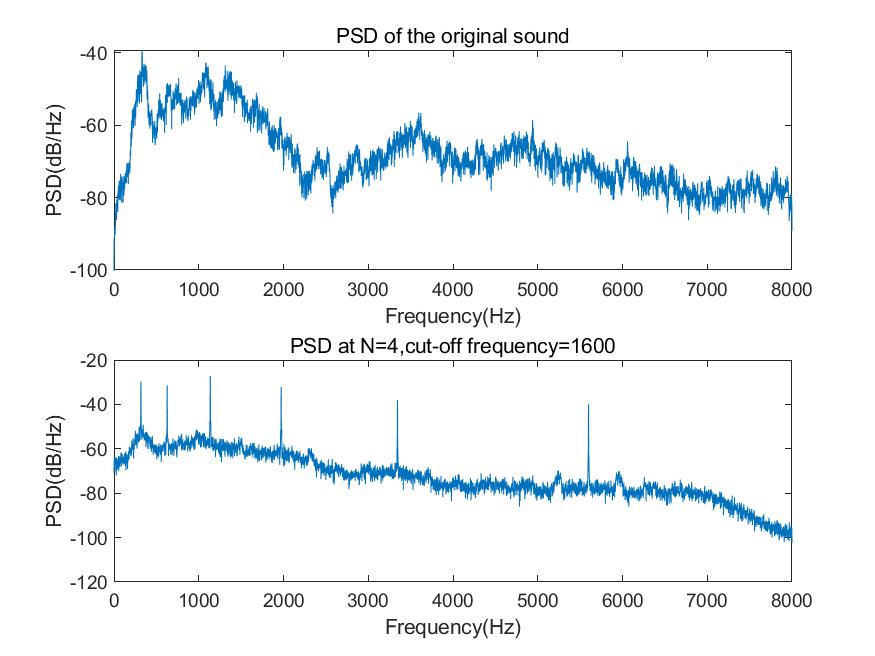 PSD of the original sound
PSD(dB/Hz)
-40
-60
-80
-100
0 1000 2000 3000 4000 5000 6000 7000 8000
Frequency(Hz)
PSD at N=4,cut-off frequency=1600
PSD(dB/Hz)
-20
-40
-60
-80
-100
-120
0 1000 2000 3000 4000 5000 6000 7000 8000
Frequency(Hz)